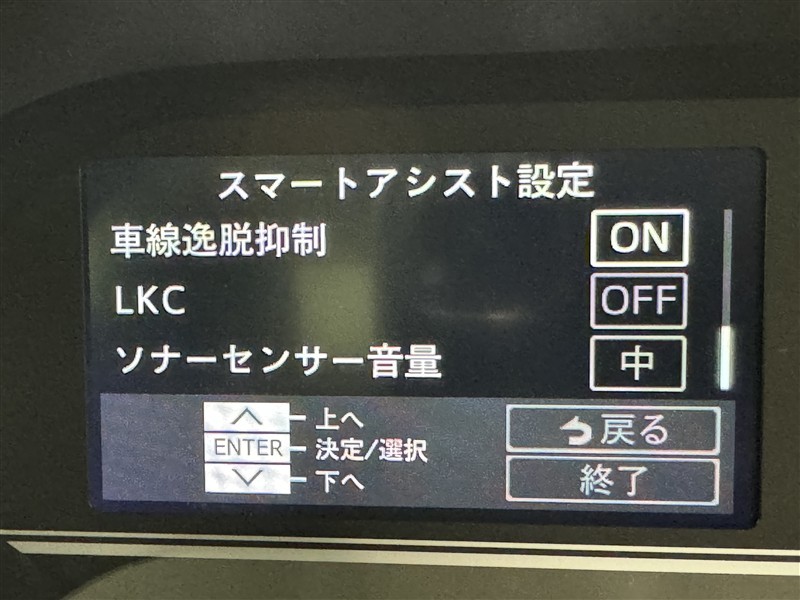 スマートアシスト設定
車線逸脱抑制 ON
LKC OFF
ソナーセンサー音量 中
上へ
ENTER 決定/選択
下へ
戻る
終了